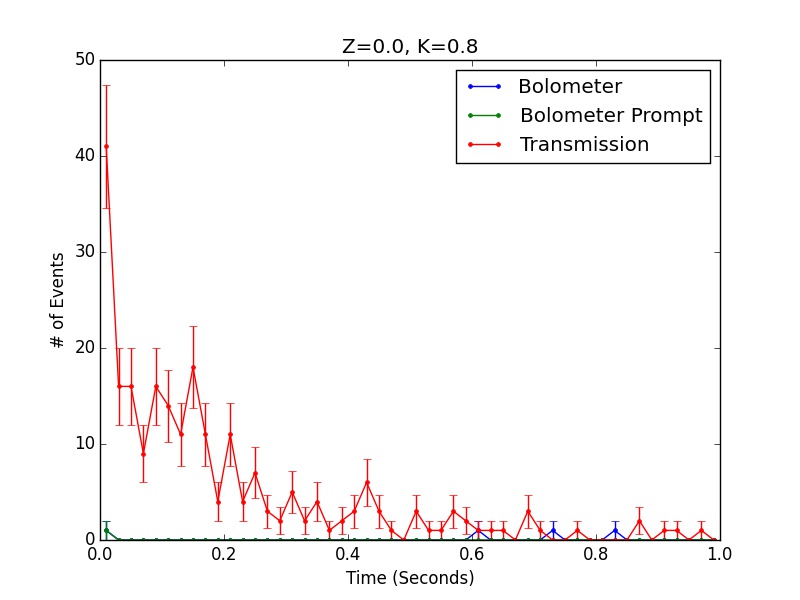 Z=0.0, K=0.8
50
40
30
20
10
0
# of Events
Bolometer
Bolometer Prompt
Transmission
0.0 0.2 0.4 0.6 0.8 1.0
Time (Seconds)